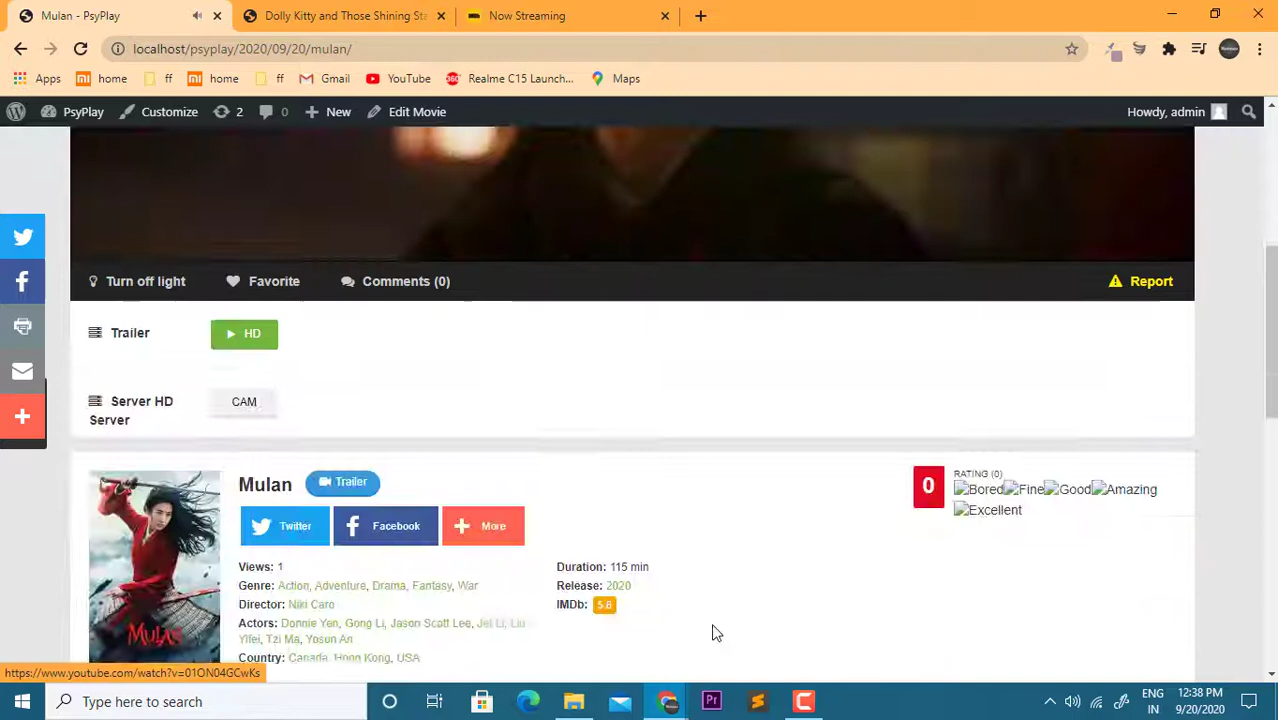 Mulan - PsyPlay
Dolly Kitty and Those Shining Sta
Now Streaming
localhost/psyplay/2020/09/20/mulan/
Apps
home
ff
home
ff
Gmail
YouTube
360
Realme C15 Launch...
Maps
PsyPlay
Customize
2
0
New
Edit Movie
Howdy, admin
Turn off light
Favorite
Comments (0)
Report
Trailer
HD
Server HD
Server
CAM
Mulan
Trailer
0
RATING (0)
Bored Fine Good Amazing
Excellent
Twitter
Facebook
More
Views: 1
Genre: Action, Adventure, Drama, Fantasy, War
Director: Niki Caro
Actors: Donnie Yen, Gong Li, Jason Scott Lee, Jet Li, Liu
Yifei, Tzi Ma, Yoson An
Country: Canada, Hong Kong, USA
Duration: 115 min
Release: 2020
IMDb: 5.8
MULAN
https://www.youtube.com/watch?v=01ON04GCwKs
Type here to search
Pr
ENG
IN
12:38 PM
9/20/2020